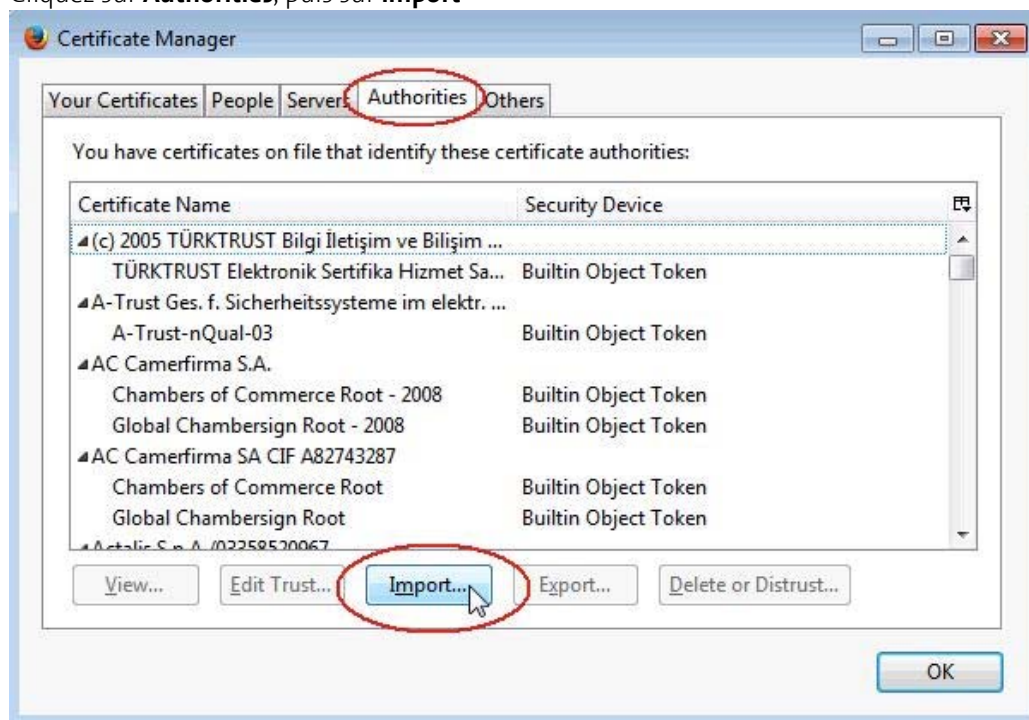 Cliquez sur Authorities, puis sur Import
Certificate Manager
Your Certificates People Servers Authorities Others
You have certificates on file that identify these certificate authorities:
Certificate Name Security Device
(c) 2005 TÜRKTRUST Bilgi İletişim ve Bilişim ...
TÜRKTRUST Elektronik Sertifika Hizmet Sa... Builtin Object Token
A-Trust Ges. f. Sicherheitssysteme im elektr. ...
A-Trust-nQual-03 Builtin Object Token
AC Camerfirma S.A.
Chambers of Commerce Root - 2008 Builtin Object Token
Global Chambersign Root - 2008 Builtin Object Token
AC Camerfirma SA CIF A82743287
Chambers of Commerce Root Builtin Object Token
Global Chambersign Root Builtin Object Token
Actalis S.p.A./03358520967
View... Edit Trust... Import... Export... Delete or Distrust...
OK